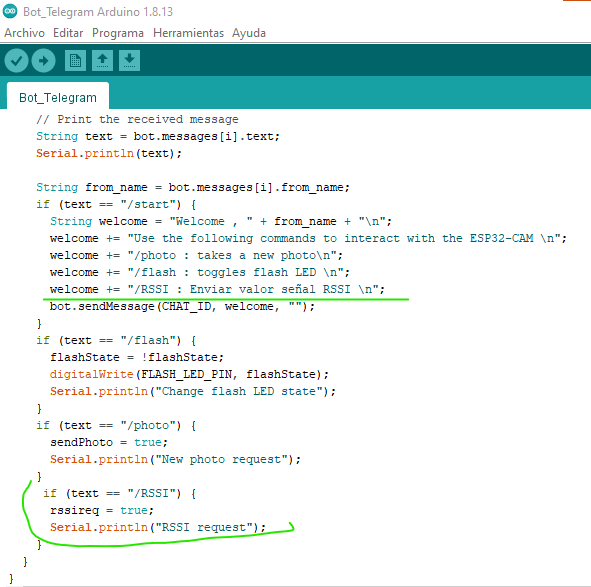 Bot_Telegram Arduino 1.8.13
Archivo Editar Programa Herramientas Ayuda
Bot_Telegram
// Print the received message
String text = bot.messages[i].text;
Serial.println(text);
String from_name = bot.messages[i].from_name;
if (text == "/start") {
String welcome = "Welcome , " + from_name + "\n";
welcome += "Use the following commands to interact with the ESP32-CAM \n";
welcome += "/photo : takes a new photo\n";
welcome += "/flash : toggles flash LED \n";
welcome += "/RSSI : Enviar valor señal RSSI \n";
bot.sendMessage(CHAT_ID, welcome, "");
}
if (text == "/flash") {
flashState = !flashState;
digitalWrite(FLASH_LED_PIN, flashState);
Serial.println("Change flash LED state");
}
if (text == "/photo") {
sendPhoto = true;
Serial.println("New photo request");
}
if (text == "/RSSI") {
rssireq = true;
Serial.println("RSSI request");
}
}
}